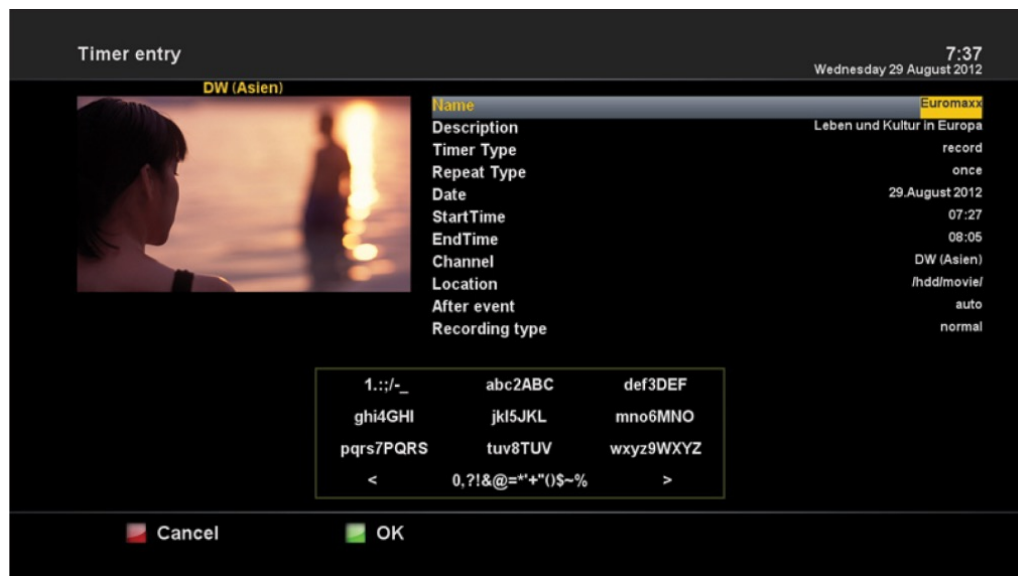 Timer entry
7:37
Wednesday 29 August 2012
DW (Asien)
Name Euromaxx
Description Leben und Kultur in Europa
Timer Type record
Repeat Type once
Date 29.August 2012
StartTime 07:27
EndTime 08:05
Channel DW (Asien)
Location /hdd/movie/
After event auto
Recording type normal
1.:;/-_ abc2ABC def3DEF
ghi4GHI jkl5JKL mno6MNO
pqrs7PQRS tuv8TUV wxyz9WXYZ
< 0,?!&@=*'+"()$~% >
Cancel OK